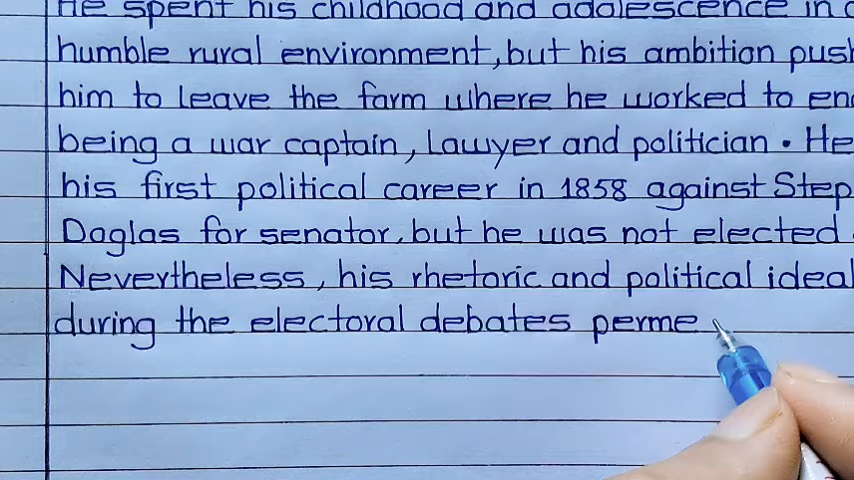 He spent his childhood and adolescence in
humble rural environment, but his ambition push
him to leave the farm where he worked to en
being a war captain, lawyer and politician. He
his first political career in 1858 against Step
Daglas for senator, but he was not elected
Nevertheless, his rhetoric and political ideal
during the electoral debates perme